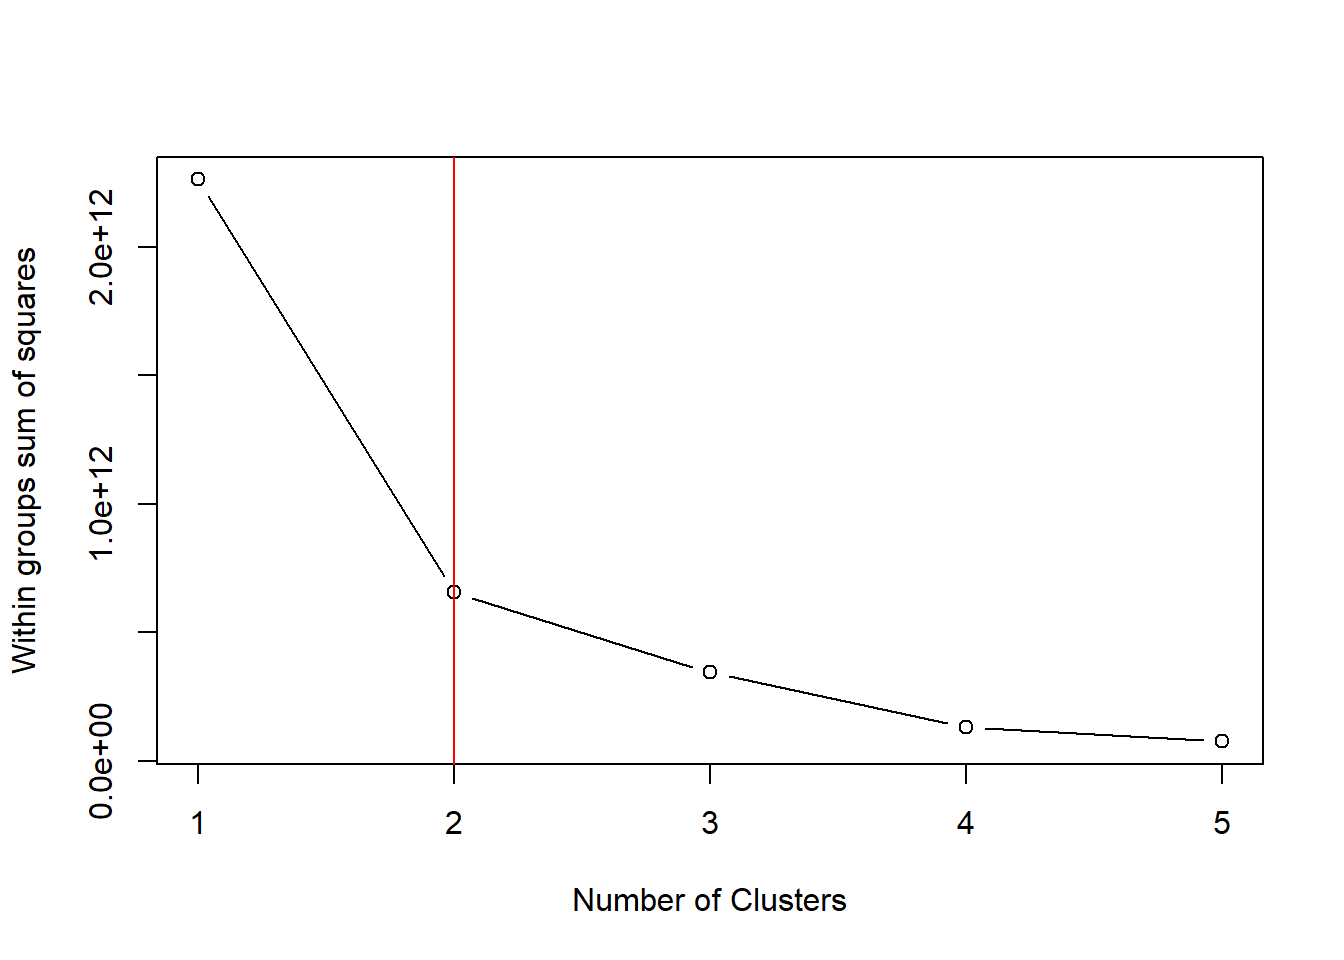 Within groups sum of squares
2.0e+12
1.0e+12
0.0e+00
1 2 3 4 5
Number of Clusters